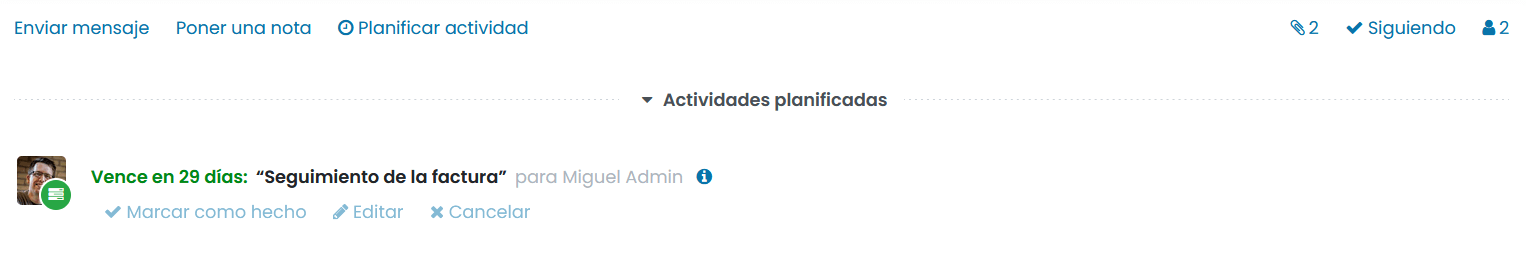 Enviar mensaje Poner una nota Planificar actividad 2 Siguiendo 2
Actividades planificadas
Vence en 29 días: “Seguimiento de la factura” para Miguel Admin
Marcar como hecho Editar Cancelar